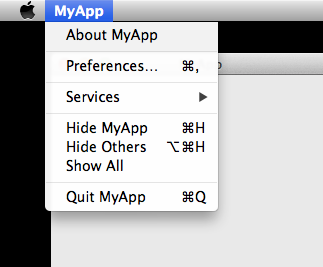 MyApp
About MyApp
Preferences... ⌘,
Services
Hide MyApp ⌘H
Hide Others ⌥⌘H
Show All
Quit MyApp ⌘Q